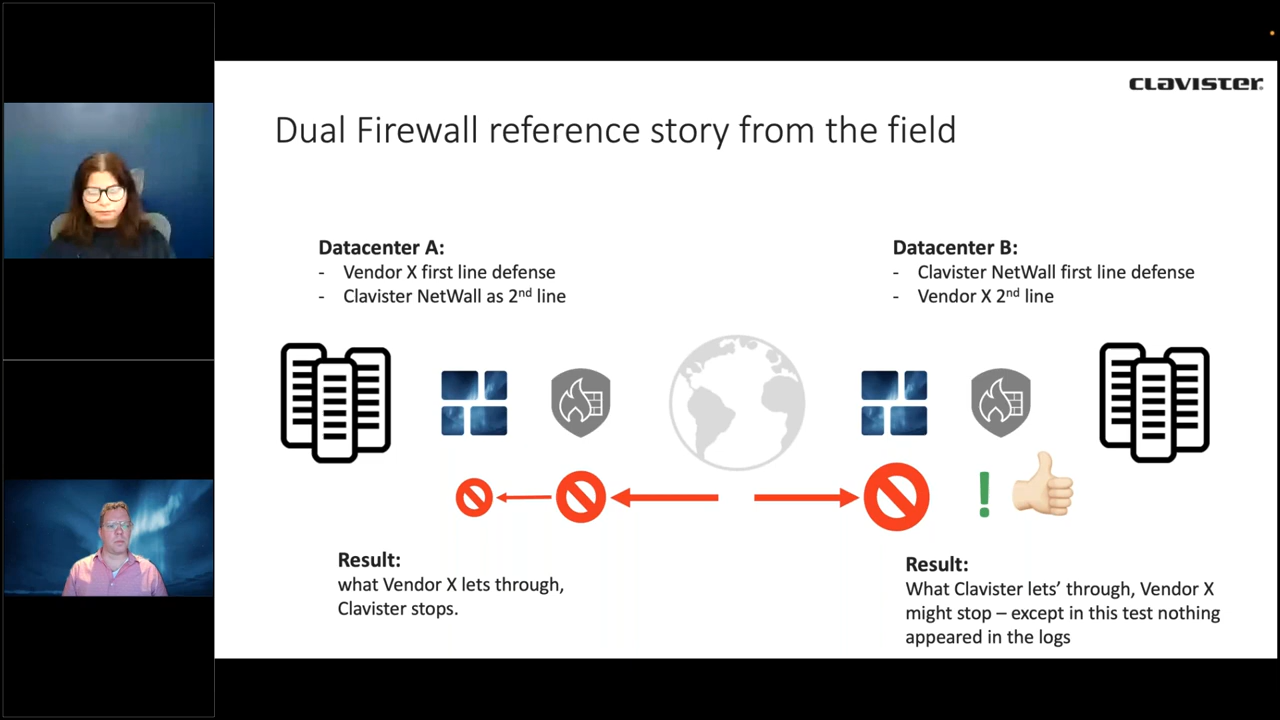 CLAVISTER
Dual Firewall reference story from the field
Datacenter A:
- Vendor X first line defense
- Clavister NetWall as 2nd line
Datacenter B:
- Clavister NetWall first line defense
- Vendor X 2nd line
Result:
what Vendor X lets through,
Clavister stops.
Result:
What Clavister lets’ through, Vendor X
might stop – except in this test nothing
appeared in the logs